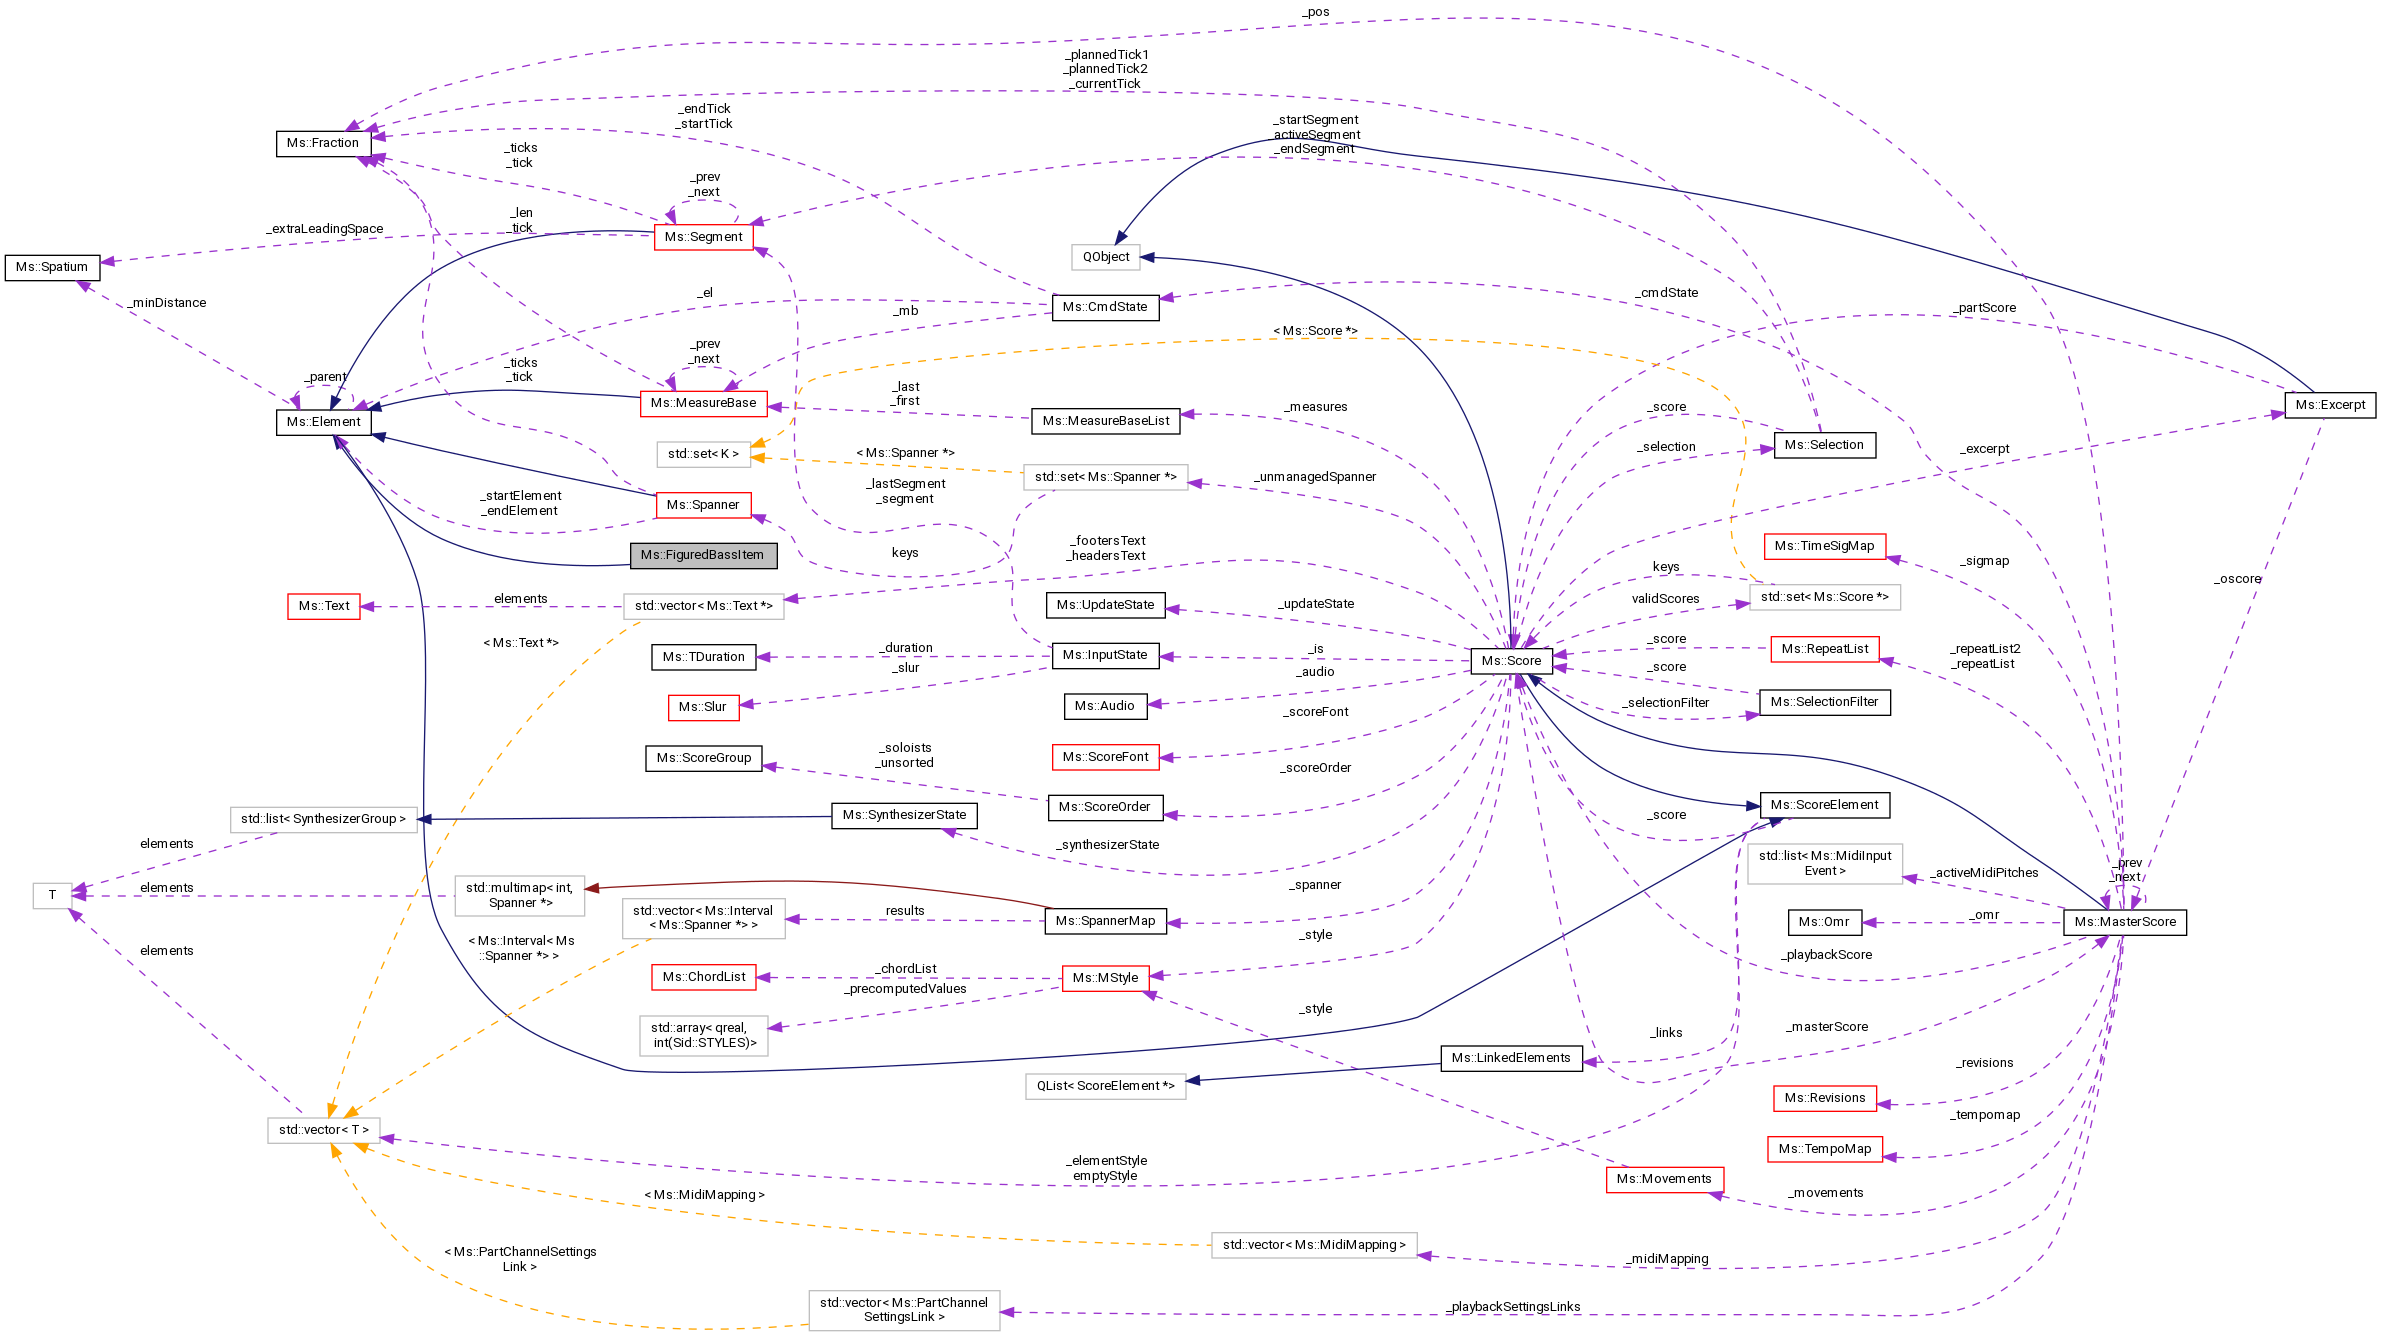 _pos
_plannedTick1
_plannedTick2
_currentTick
_endTick
_startTick
_startSegment
activeSegment
_endSegment
Ms::Fraction
_ticks
_tick
_prev
_next
_len
_tick
_extraLeadingSpace
Ms::Segment
QObject
Ms::Spatium
_minDistance
_el
Ms::CmdState
_mb
_cmdState
_partScore
< Ms::Score *>
_prev
_next
_ticks
_tick
_parent
Ms::MeasureBase
_last
_first
Ms::MeasureBaseList
_measures
_score
Ms::Excerpt
Ms::Element
std::set< K >
< Ms::Spanner *>
Ms::Selection
_selection
_excerpt
std::set< Ms::Spanner *>
_unmanagedSpanner
_lastSegment
_segment
_startElement
_endElement
Ms::Spanner
Ms::FiguredBassItem
keys
_footersText
_headersText
Ms::TimeSigMap
_sigmap
keys
_oscore
Ms::Text
elements
std::vector< Ms::Text *>
Ms::UpdateState
_updateState
validScores
std::set< Ms::Score *>
< Ms::Text *>
Ms::TDuration
_duration
Ms::InputState
_is
Ms::Score
_score
Ms::RepeatList
_repeatList2
_repeatList
_slur
_audio
_score
Ms::Slur
Ms::Audio
_scoreFont
_selectionFilter
Ms::SelectionFilter
Ms::ScoreGroup
_soloists
_unsorted
Ms::ScoreFont
_scoreOrder
Ms::ScoreOrder
Ms::ScoreElement
std::list< SynthesizerGroup >
Ms::SynthesizerState
_score
elements
_synthesizerState
std::list< Ms::MidiInput
Event >
_prev
_next
_activeMidiPitches
T
elements
std::multimap< int,
Spanner *>
_spanner
std::vector< Ms::Interval
< Ms::Spanner *> >
results
Ms::SpannerMap
Ms::Omr
_omr
Ms::MasterScore
elements
< Ms::Interval< Ms
::Spanner *> >
_style
_playbackScore
Ms::ChordList
_chordList
Ms::MStyle
_precomputedValues
_style
std::array< qreal,
int(Sid::STYLES)>
_links
_masterScore
Ms::LinkedElements
QList< ScoreElement *>
_revisions
Ms::Revisions
_tempomap
std::vector< T >
Ms::TempoMap
_elementStyle
emptyStyle
Ms::Movements
_movements
< Ms::MidiMapping >
std::vector< Ms::MidiMapping >
_midiMapping
< Ms::PartChannelSettings
Link >
std::vector< Ms::PartChannel
SettingsLink >
_playbackSettingsLinks